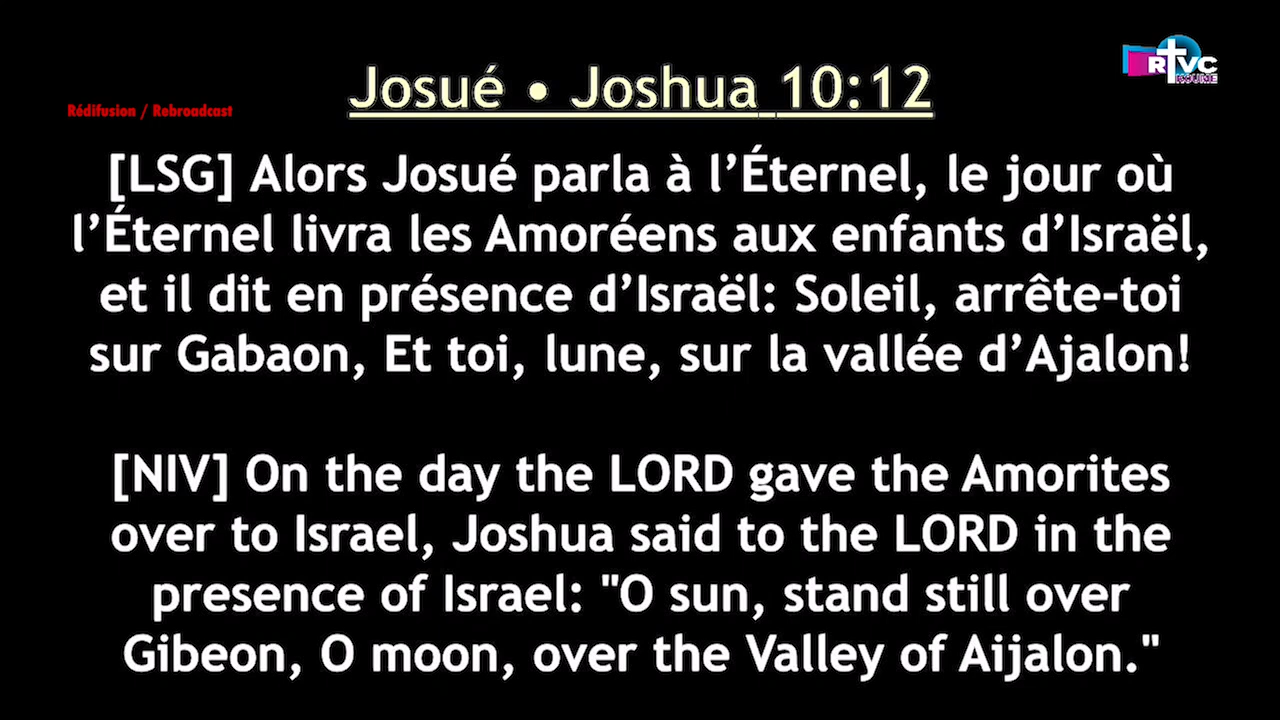 Josué • Joshua 10:12
RTVC
Rédifusion / Rebroadcast
[LSG] Alors Josué parla à l’Éternel, le jour où
l’Éternel livra les Amoréens aux enfants d’Israël,
et il dit en présence d’Israël: Soleil, arrête-toi
sur Gabaon, Et toi, lune, sur la vallée d’Ajalon!
[NIV] On the day the LORD gave the Amorites
over to Israel, Joshua said to the LORD in the
presence of Israel: "O sun, stand still over
Gibeon, O moon, over the Valley of Aijalon."